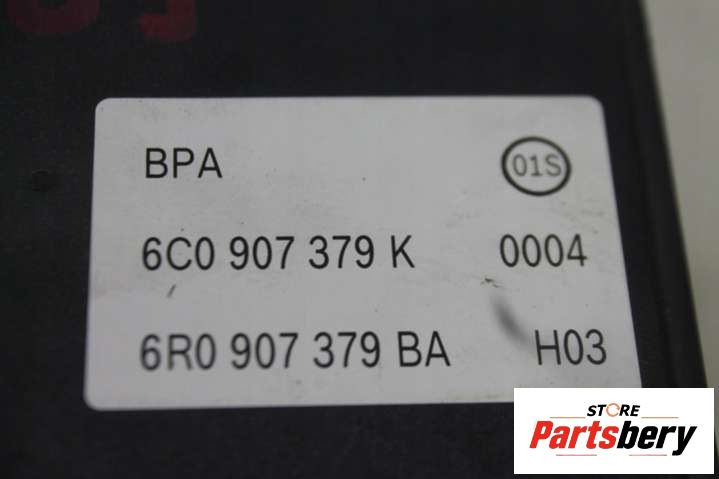 BPA 01S
6C0 907 379 K 0004
6R0 907 379 BA H03
STORE
Partsbery